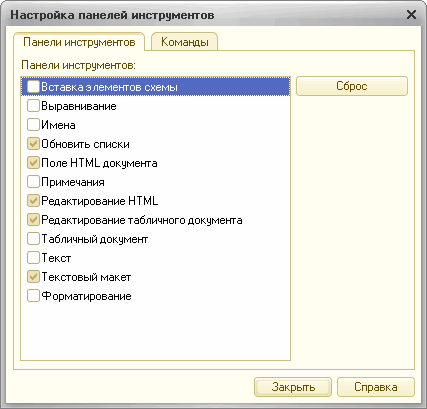 Настройка панелей инструментов
Панели инструментов
Команды
Панели инструментов:
Вставка элементов схемы
Сброс
Выравнивание
Имена
Обновить списки
Поле HTML документа
Примечания
Редактирование HTML
Редактирование табличного документа
Табличный документ
Текст
Текстовый макет
Форматирование
Закрыть
Справка